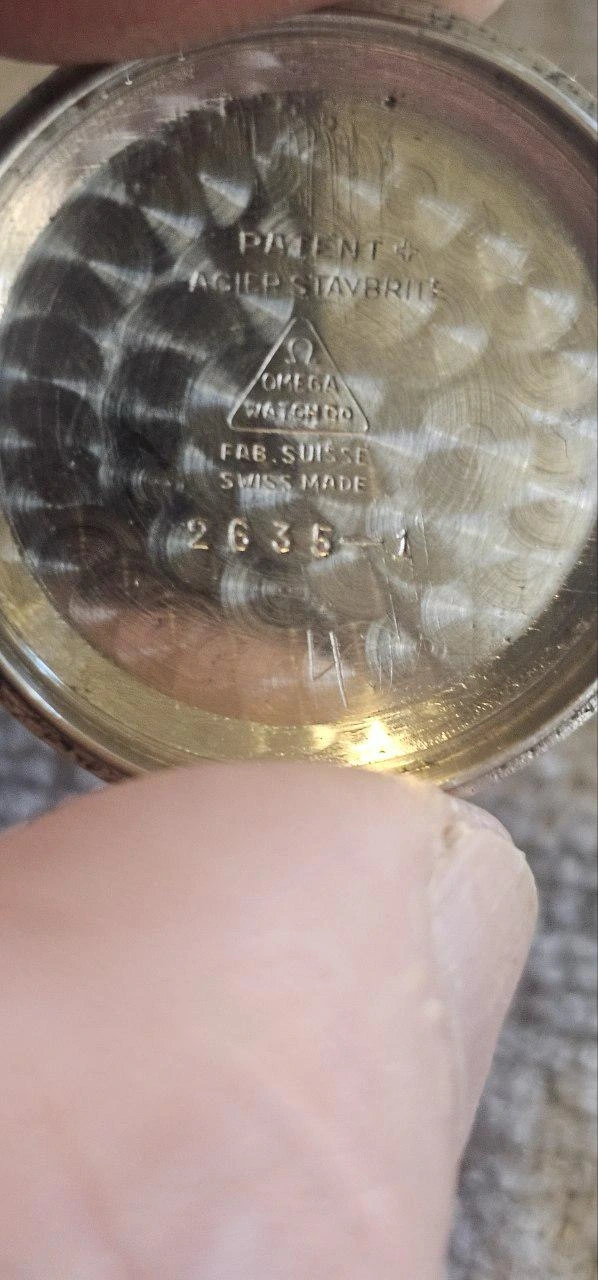 PATENT +
ACIER STAYBRITE
Ω
OMEGA
WATCH CO
FAB. SUISSE
SWISS MADE
2635-1